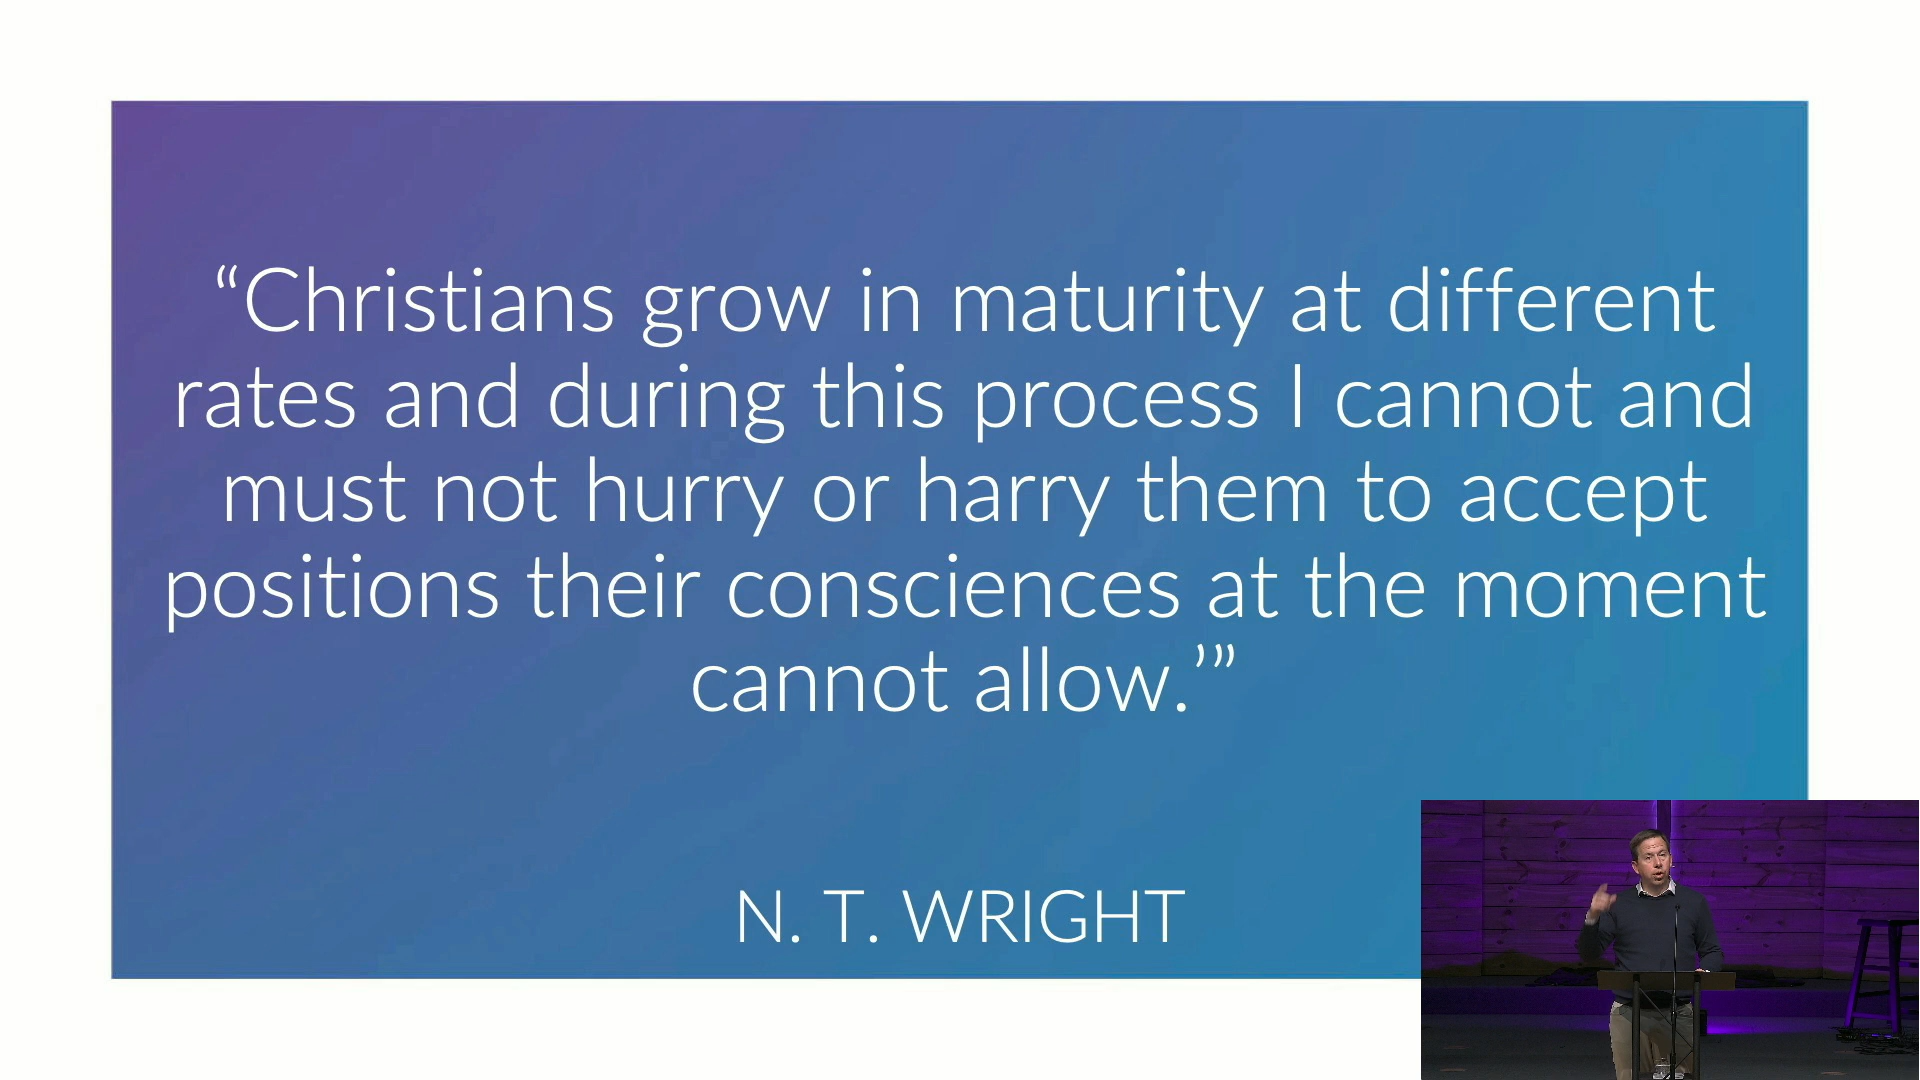 “Christians grow in maturity at different
rates and during this process I cannot and
must not hurry or harry them to accept
positions their consciences at the moment
cannot allow.’”
N. T. WRIGHT